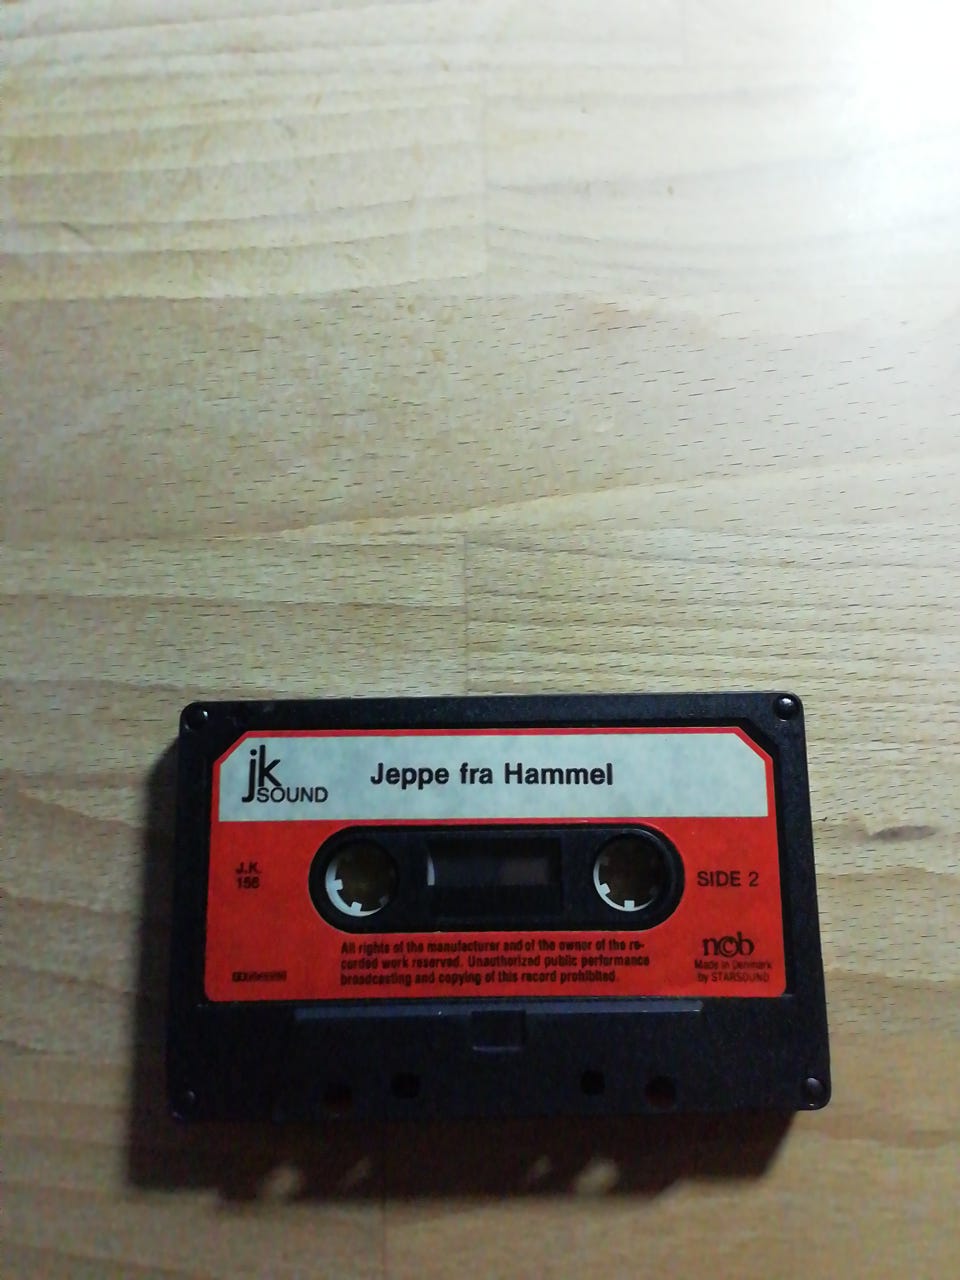 jk
SOUND
Jeppe fra Hammel
J.K.
156
SIDE 2
All rights of the manufacturer and of the owner of the re-
corded work reserved. Unauthorized public performance
broadcasting and copying of this record prohibited.
ncb
Made in Denmark
by STARSOUND